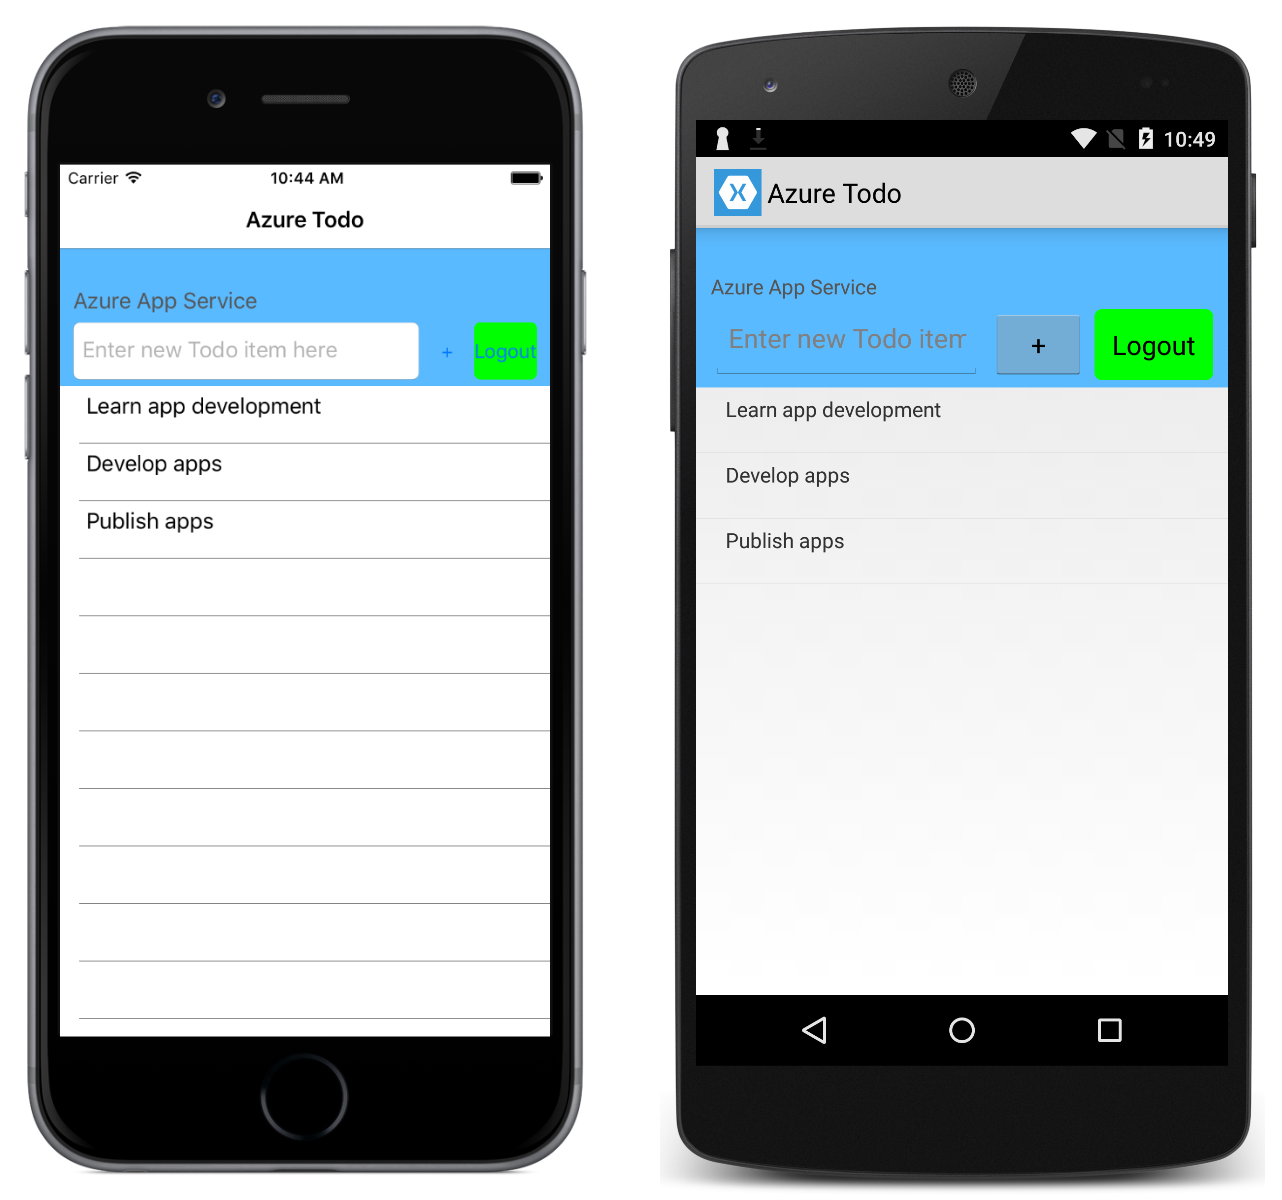 Carrier 10:44 AM
Azure Todo
Azure App Service
Enter new Todo item here + Logout
Learn app development
Develop apps
Publish apps
10:49
Azure Todo
Azure App Service
Enter new Todo item + Logout
Learn app development
Develop apps
Publish apps